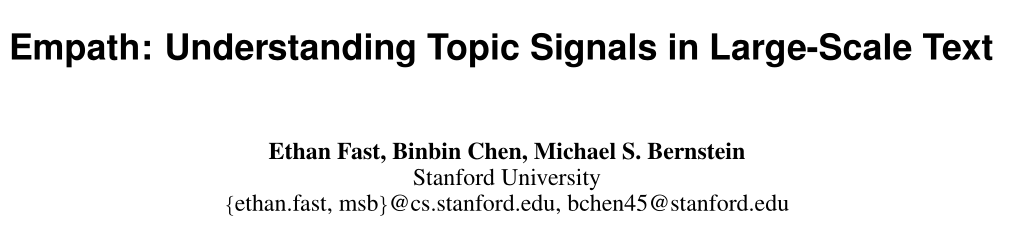 Empath: Understanding Topic Signals in Large-Scale Text
Ethan Fast, Binbin Chen, Michael S. Bernstein
Stanford University
{ethan.fast, msb}@cs.stanford.edu, bchen45@stanford.edu